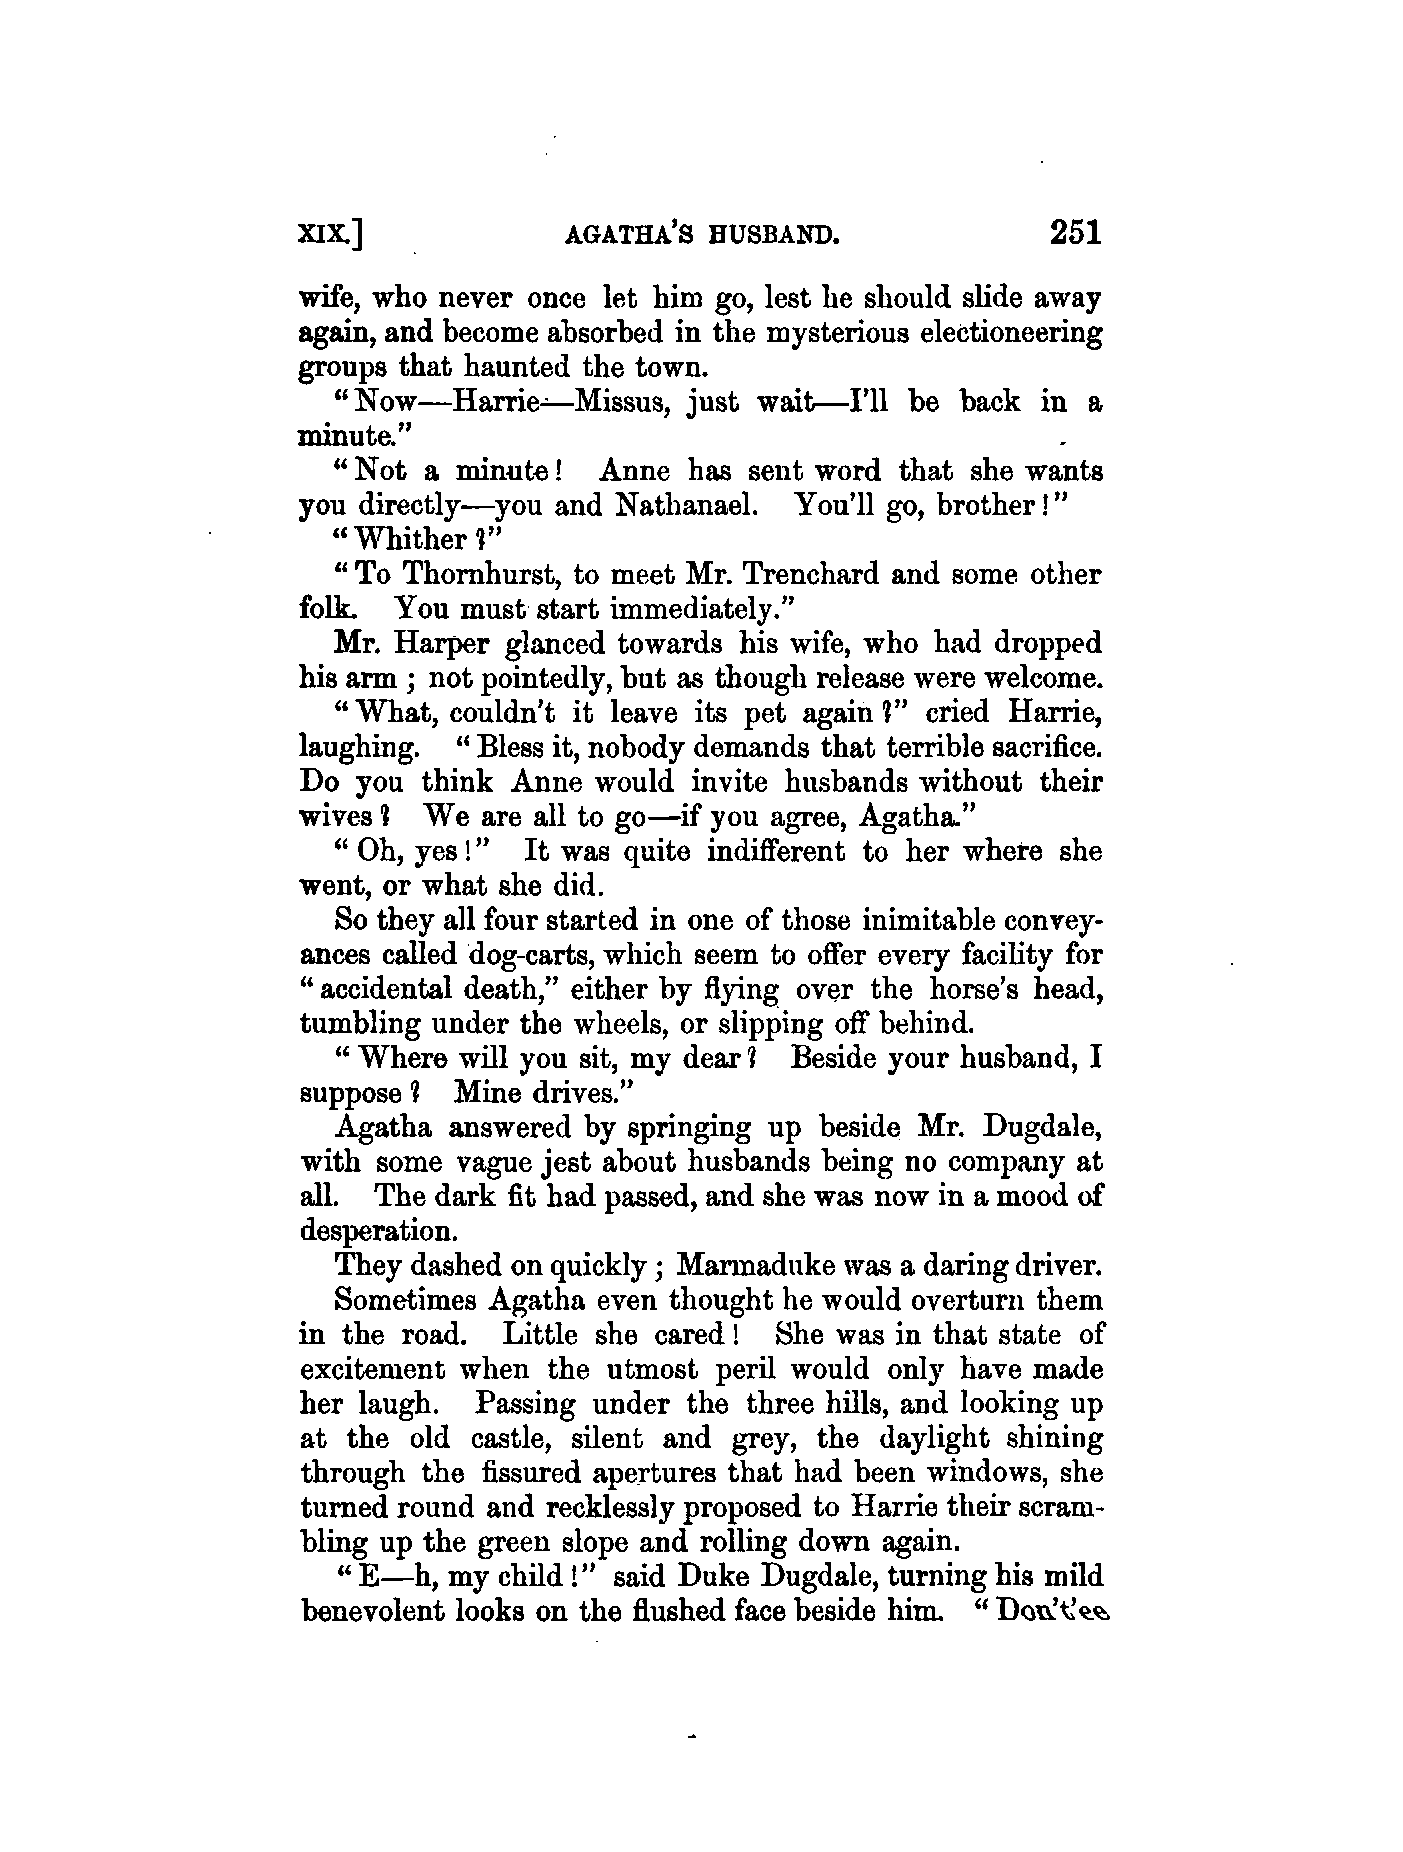 XIX.] AGATHA'S HUSBAND. 251
wife, who never once let him go, lest he should slide away
again, and become absorbed in the mysterious electioneering
groups that haunted the town.
“Now—Harrie—Missus, just wait—I'll be back in a
minute.”
“Not a minute! Anne has sent word that she wants
you directly—you and Nathanael. You'll go, brother!”
“Whither?”
“To Thornhurst, to meet Mr. Trenchard and some other
folk. You must start immediately.”
Mr. Harper glanced towards his wife, who had dropped
his arm; not pointedly, but as though release were welcome.
“What, couldn't it leave its pet again?” cried Harrie,
laughing. “Bless it, nobody demands that terrible sacrifice.
Do you think Anne would invite husbands without their
wives? We are all to go—if you agree, Agatha.”
“Oh, yes!” It was quite indifferent to her where she
went, or what she did.
So they all four started in one of those inimitable convey-
ances called dog-carts, which seem to offer every facility for
“accidental death,” either by flying over the horse's head,
tumbling under the wheels, or slipping off behind.
“Where will you sit, my dear? Beside your husband, I
suppose? Mine drives.”
Agatha answered by springing up beside Mr. Dugdale,
with some vague jest about husbands being no company at
all. The dark fit had passed, and she was now in a mood of
desperation.
They dashed on quickly; Marmaduke was a daring driver.
Sometimes Agatha even thought he would overturn them
in the road. Little she cared! She was in that state of
excitement when the utmost peril would only have made
her laugh. Passing under the three hills, and looking up
at the old castle, silent and grey, the daylight shining
through the fissured apertures that had been windows, she
turned round and recklessly proposed to Harrie their scram-
bling up the green slope and rolling down again.
“E—h, my child!” said Duke Dugdale, turning his mild
benevolent looks on the flushed face beside him. “Don't'ee